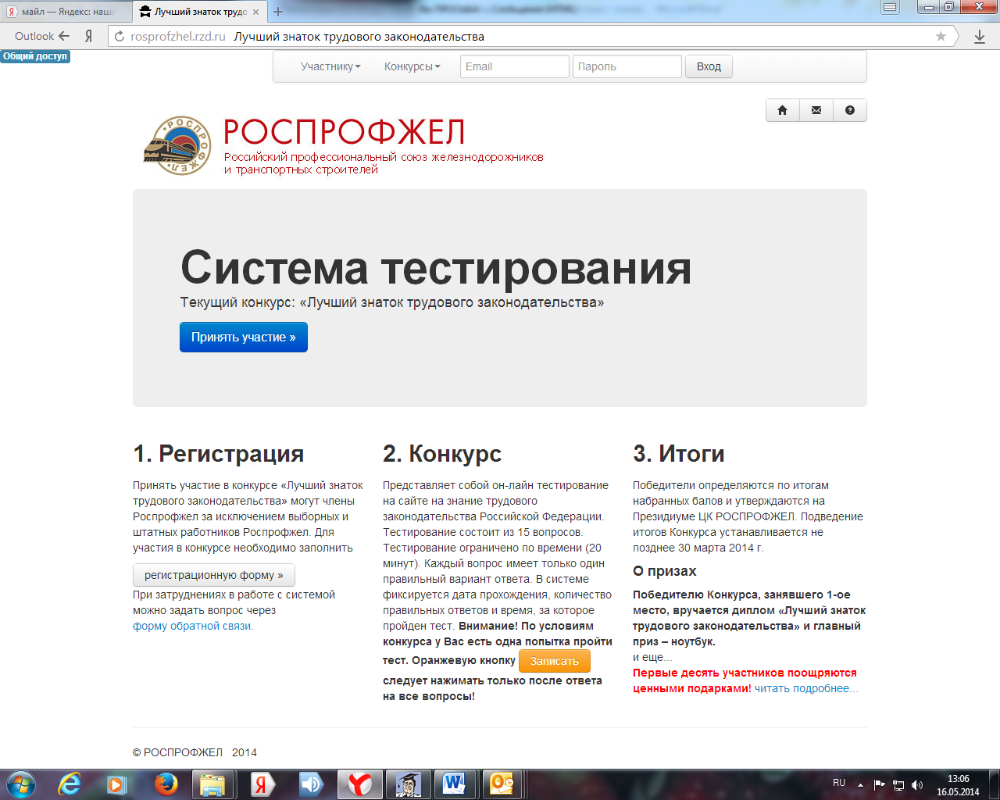 майл — Яндекс: наш
Лучший знаток трудо
Outlook
Я
rosprofzhel.rzd.ru Лучший знаток трудового законодательства
Общий доступ
Участнику
Конкурсы
Email
Пароль
Вход
РОСПРОФЖЕЛ
РОСПРОФЖЕЛ
Российский профессиональный союз железнодорожников
и транспортных строителей
Система тестирования
Текущий конкурс: «Лучший знаток трудового законодательства»
Принять участие »
1. Регистрация
Принять участие в конкурсе «Лучший знаток
трудового законодательства» могут члены
Роспрофжел за исключением выборных и
штатных работников Роспрофжел. Для
участия в конкурсе необходимо заполнить
регистрационную форму »
При затруднениях в работе с системой
можно задать вопрос через
форму обратной связи.
2. Конкурс
Представляет собой он-лайн тестирование
на сайте на знание трудового
законодательства Российской Федерации.
Тестирование состоит из 15 вопросов.
Тестирование ограничено по времени (20
минут). Каждый вопрос имеет только один
правильный вариант ответа. В системе
фиксируется дата прохождения, количество
правильных ответов и время, за которое
пройден тест. Внимание! По условиям
конкурса у Вас есть одна попытка пройти
тест. Оранжевую кнопку Записать
следует нажимать только после ответа
на все вопросы!
3. Итоги
Победители определяются по итогам
набранных балов и утверждаются на
Президиуме ЦК РОСПРОФЖЕЛ. Подведение
итогов Конкурса устанавливается не
позднее 30 марта 2014 г.
О призах
Победителю Конкурса, занявшего 1-ое
место, вручается диплом «Лучший знаток
трудового законодательства» и главный
приз – ноутбук.
и еще...
Первые десять участников поощряются
ценными подарками! читать подробнее...
© РОСПРОФЖЕЛ 2014
RU
13:06
16.05.2014